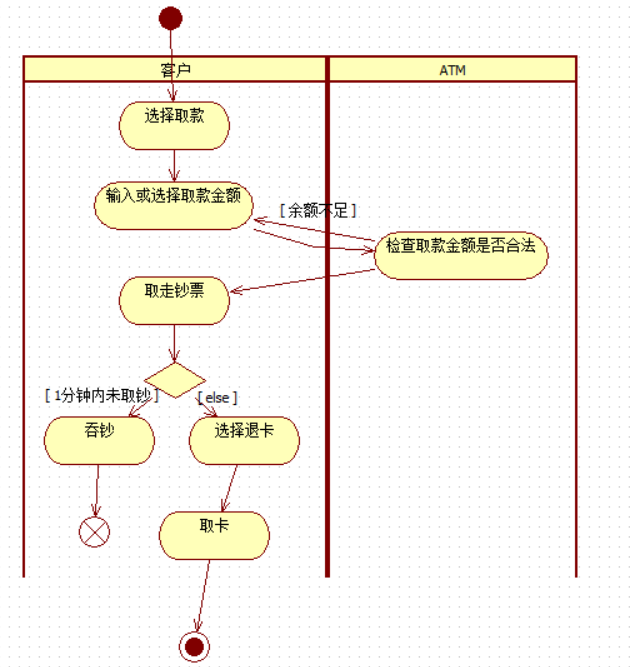 客户
ATM
选择取款
输入或选择取款金额
[余额不足]
检查取款金额是否合法
取走钞票
[1分钟内未取钞]
[else]
吞钞
选择退卡
取卡